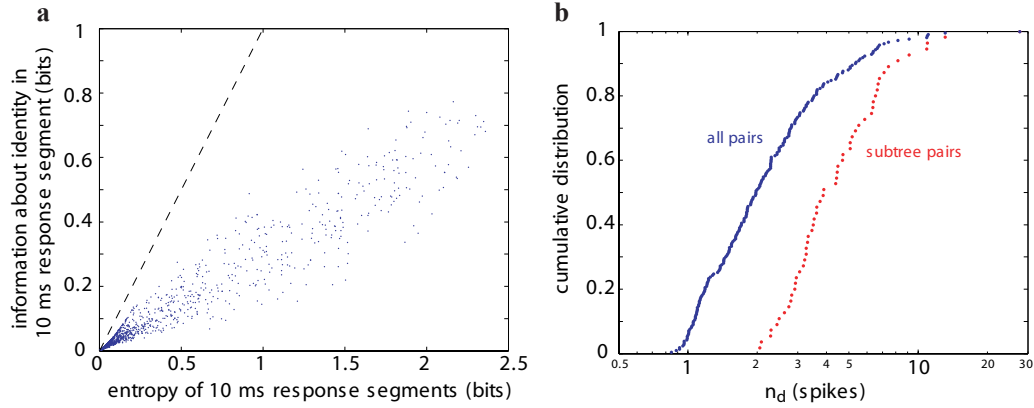 a
information about identity in
10 ms response segment (bits)
1
0.8
0.6
0.4
0.2
0
0 0.5 1 1.5 2 2.5
entropy of 10 ms response segments (bits)
b
cumulative distribution
1
0.8
0.6
0.4
0.2
0
all pairs
subtree pairs
0.5 1 2 3 4 5 6 8 10 20 30
n_d (spikes)